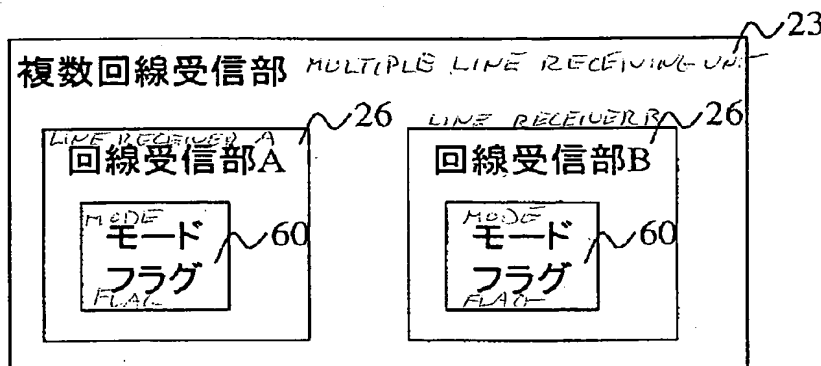 23
複数回線受信部 MULTIPLE LINE RECEIVING UN
LINE RECEIVER A 26 LINE RECEIVER B 26
回線受信部A 回線受信部B
MODE MODE
モード 60 モード 60
フラグ フラグ
FLAG FLAG